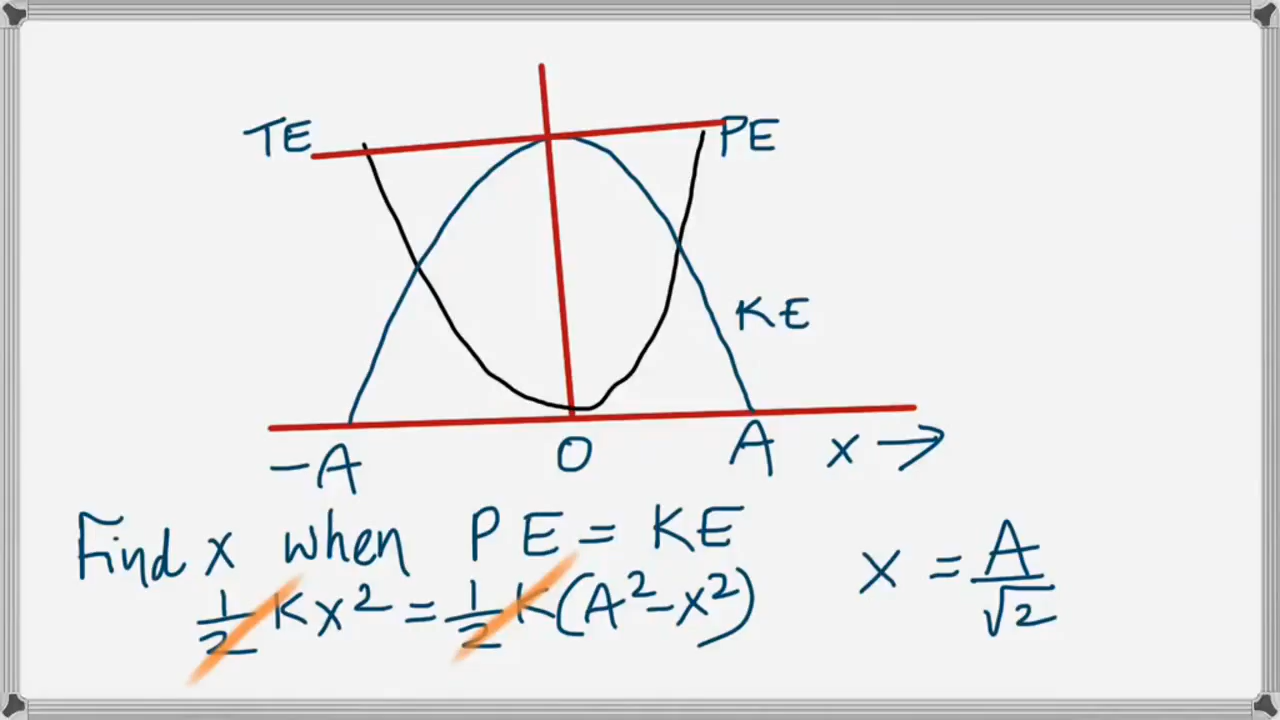 TE PE
KE
-A O A x →
Find x when PE = KE
½ Kx² = ½ K(A² - x²) x = A/√2